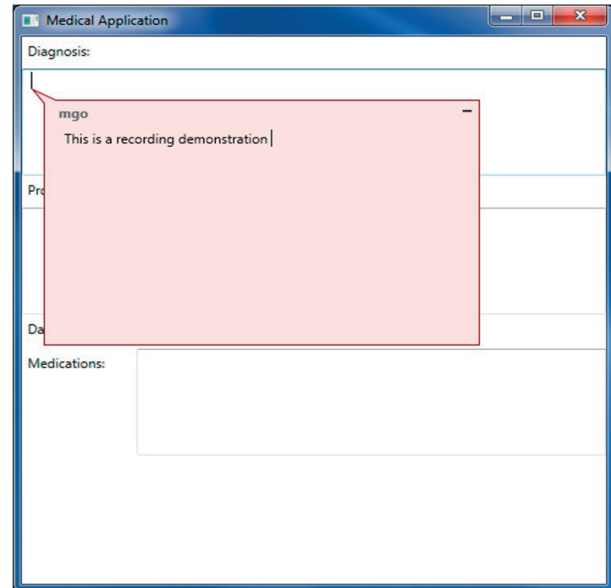 Medical Application
Diagnosis:
mgo
This is a recording demonstration
Medications: